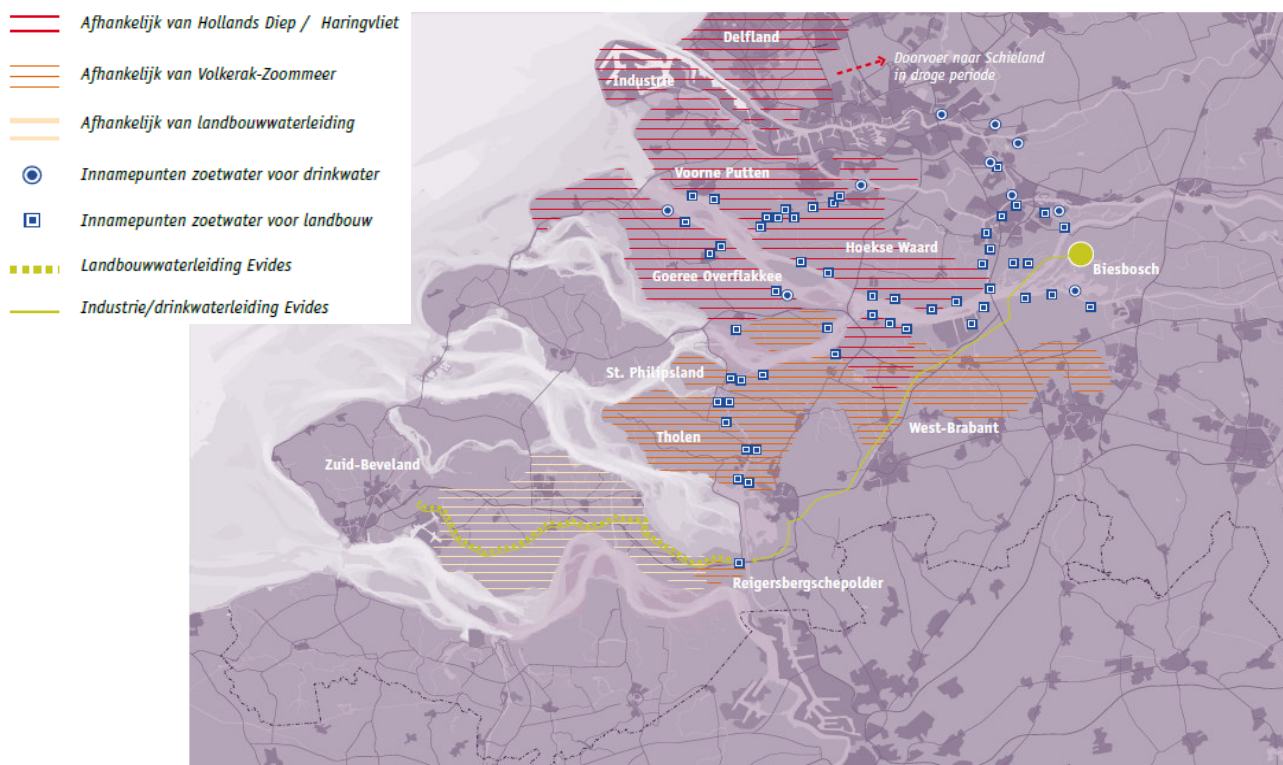 Afhankelijk van Hollands Diep / Haringvliet
Afhankelijk van Volkerak-Zoommeer
Afhankelijk van landbouwwaterleiding
Innamepunten zoetwater voor drinkwater
Innamepunten zoetwater voor landbouw
Landbouwwaterleiding Evides
Industrie/drinkwaterleiding Evides
Delfland
Doorvoer naar Schieland
in droge periode
Industrie
Voorne Putten
Hoekse Waard
Goeree Overflakkee
Biesbosch
St. Philipsland
West-Brabant
Tholen
Zuid-Beveland
Reigersbergschepolder